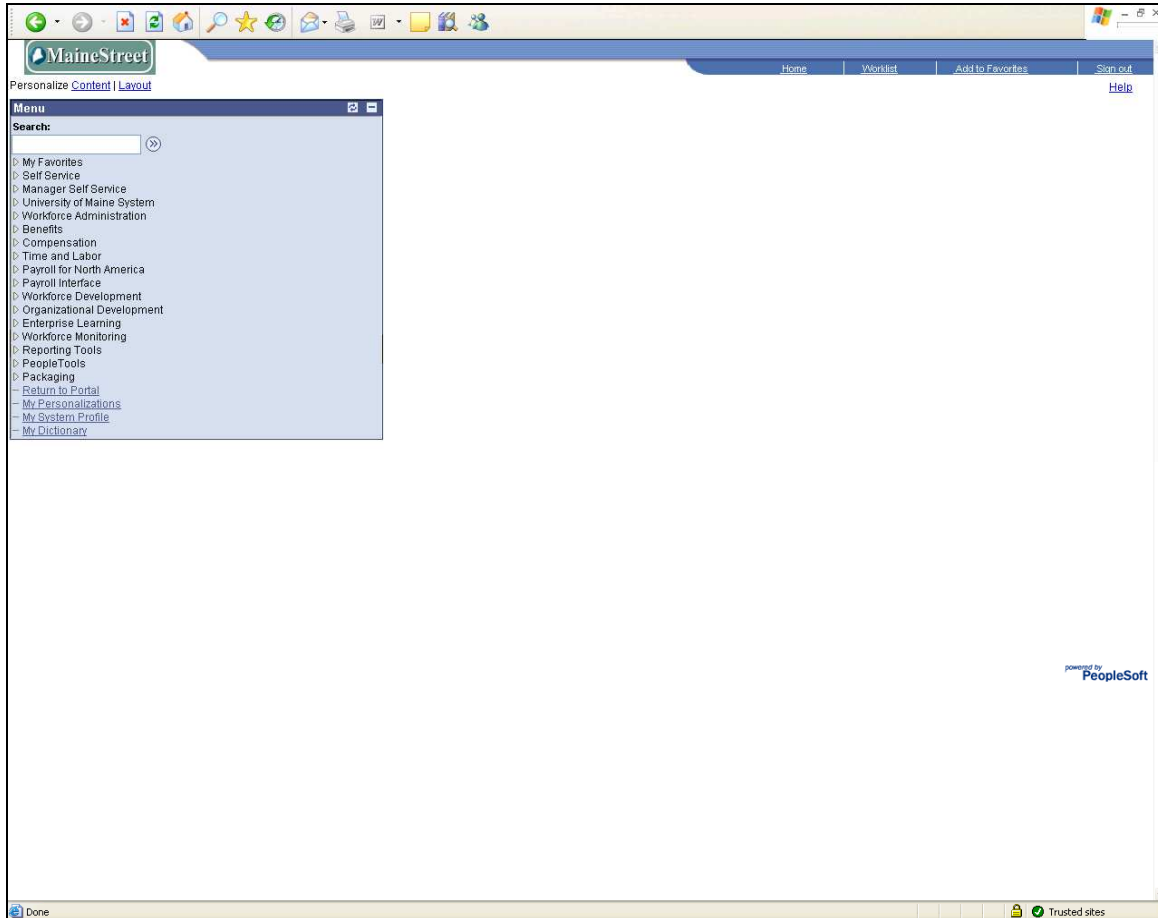 MaineStreet
Home Worklist Add to Favorites Sign out
Personalize Content | Layout
Help
Menu
Search:
My Favorites
Self Service
Manager Self Service
University of Maine System
Workforce Administration
Benefits
Compensation
Time and Labor
Payroll for North America
Payroll Interface
Workforce Development
Organizational Development
Enterprise Learning
Workforce Monitoring
Reporting Tools
PeopleTools
Packaging
Return to Portal
My Personalizations
My System Profile
My Dictionary
powered by
PeopleSoft
Done Trusted sites